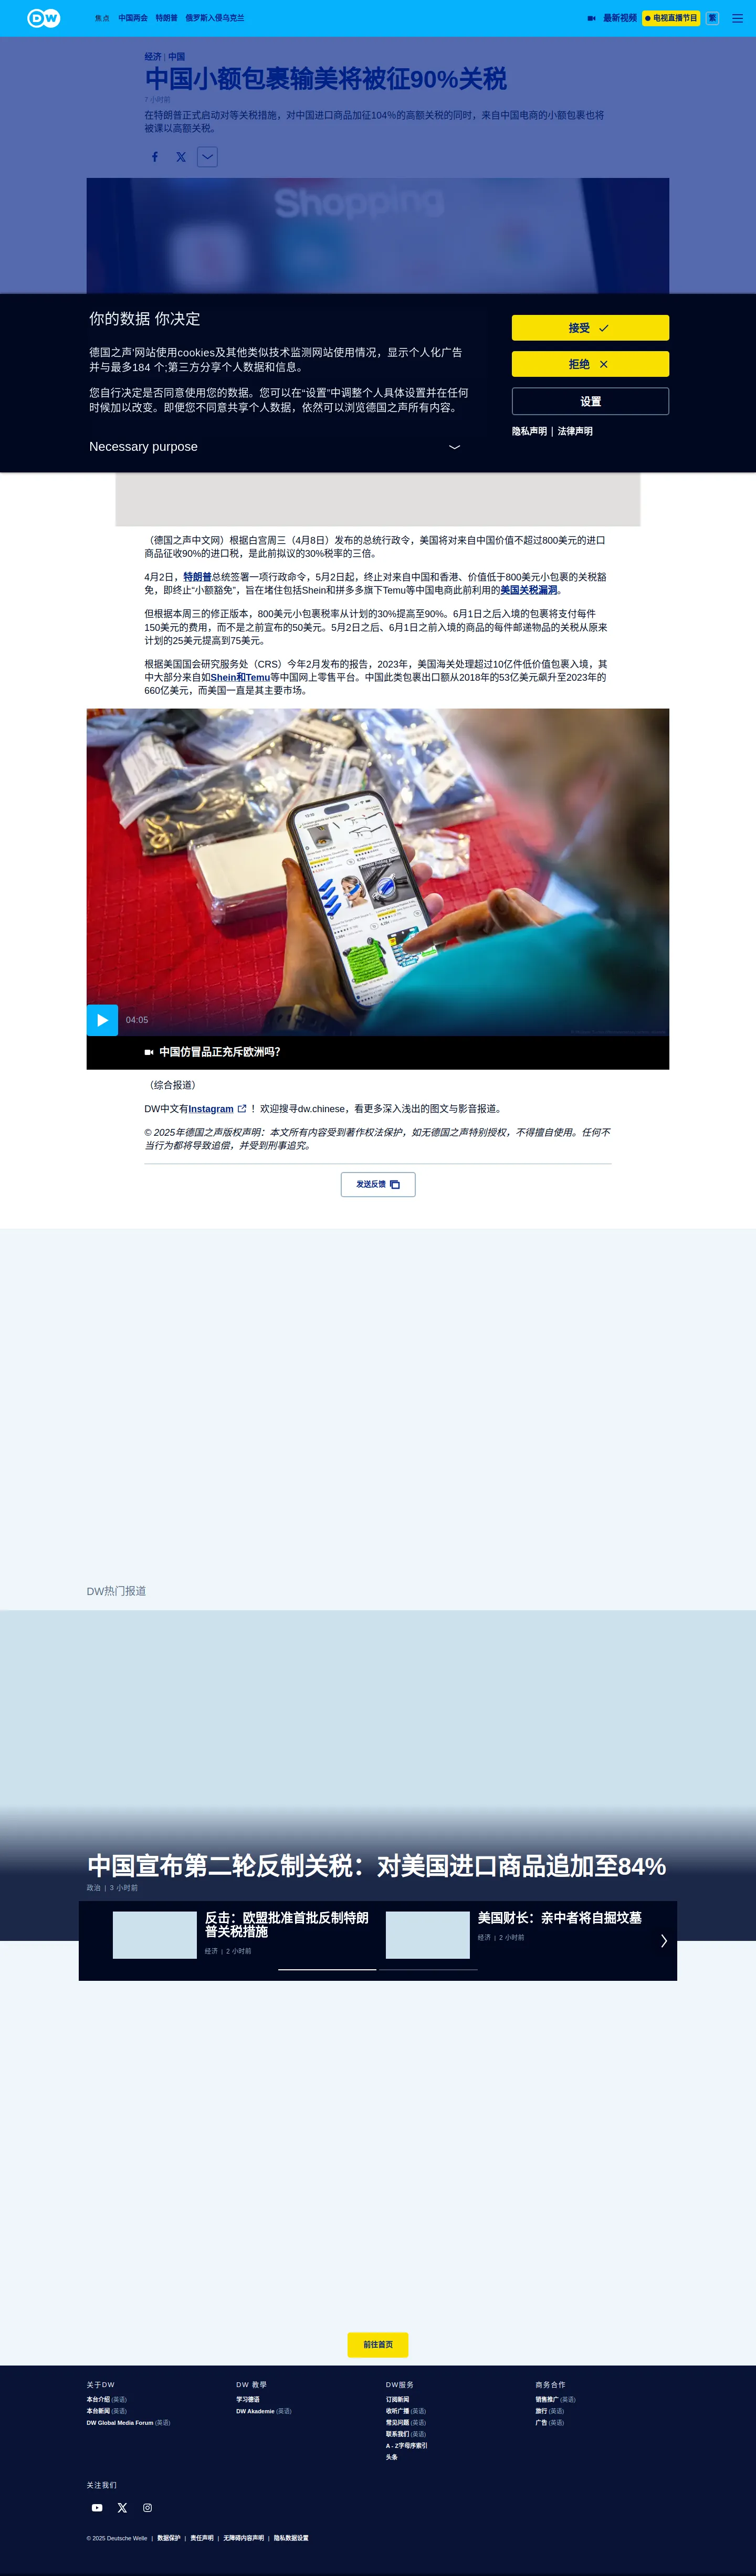 DW
焦点 中国两会 特朗普 俄罗斯入侵乌克兰
最新视频 电视直播节目 繁
经济 | 中国
中国小额包裹输美将被征90%关税
7 小时前
在特朗普正式启动对等关税措施，对中国进口商品加征104％的高额关税的同时，来自中国电商的小额包裹也将
被课以高额关税。
Shopping
你的数据 你决定
德国之声'网站使用cookies及其他类似技术监测网站使用情况，显示个人化广告
并与最多184 个;第三方分享个人数据和信息。
您自行决定是否同意使用您的数据。您可以在“设置”中调整个人具体设置并在任何
时候加以改变。即便您不同意共享个人数据，依然可以浏览德国之声所有内容。
Necessary purpose
接受
拒绝
设置
隐私声明 | 法律声明
（德国之声中文网）根据白宫周三（4月8日）发布的总统行政令，美国将对来自中国价值不超过800美元的进口
商品征收90%的进口税，是此前拟议的30%税率的三倍。
4月2日，特朗普总统签署一项行政命令，5月2日起，终止对来自中国和香港、价值低于800美元小包裹的关税豁
免，即终止“小额豁免”，旨在堵住包括Shein和拼多多旗下Temu等中国电商此前利用的美国关税漏洞。
但根据本周三的修正版本，800美元小包裹税率从计划的30%提高至90%。6月1日之后入境的包裹将支付每件
150美元的费用，而不是之前宣布的50美元。5月2日之后、6月1日之前入境的商品的每件邮递物品的关税从原来
计划的25美元提高到75美元。
根据美国国会研究服务处（CRS）今年2月发布的报告，2023年，美国海关处理超过10亿件低价值包裹入境，其
中大部分来自如Shein和Temu等中国网上零售平台。中国此类包裹出口额从2018年的53亿美元飙升至2023年的
660亿美元，而美国一直是其主要市场。
04:05
中国仿冒品正充斥欧洲吗？
（综合报道）
DW中文有Instagram ！欢迎搜寻dw.chinese，看更多深入浅出的图文与影音报道。
© 2025年德国之声版权声明：本文所有内容受到著作权法保护，如无德国之声特别授权，不得擅自使用。任何不
当行为都将导致追偿，并受到刑事追究。
发送反馈
DW热门报道
中国宣布第二轮反制关税：对美国进口商品追加至84%
政治 | 3 小时前
反击：欧盟批准首批反制特朗
普关税措施
经济 | 2 小时前
美国财长：亲中者将自掘坟墓
经济 | 2 小时前
前往首页
关于DW
本台介绍 (英语)
本台新闻 (英语)
DW Global Media Forum (英语)
DW 教學
学习德语
DW Akademie (英语)
DW服务
订阅新闻
收听广播 (英语)
常见问题 (英语)
联系我们 (英语)
A - Z字母序索引
头条
商务合作
销售推广 (英语)
旅行 (英语)
广告 (英语)
关注我们
© 2025 Deutsche Welle | 数据保护 | 责任声明 | 无障碍内容声明 | 隐私数据设置